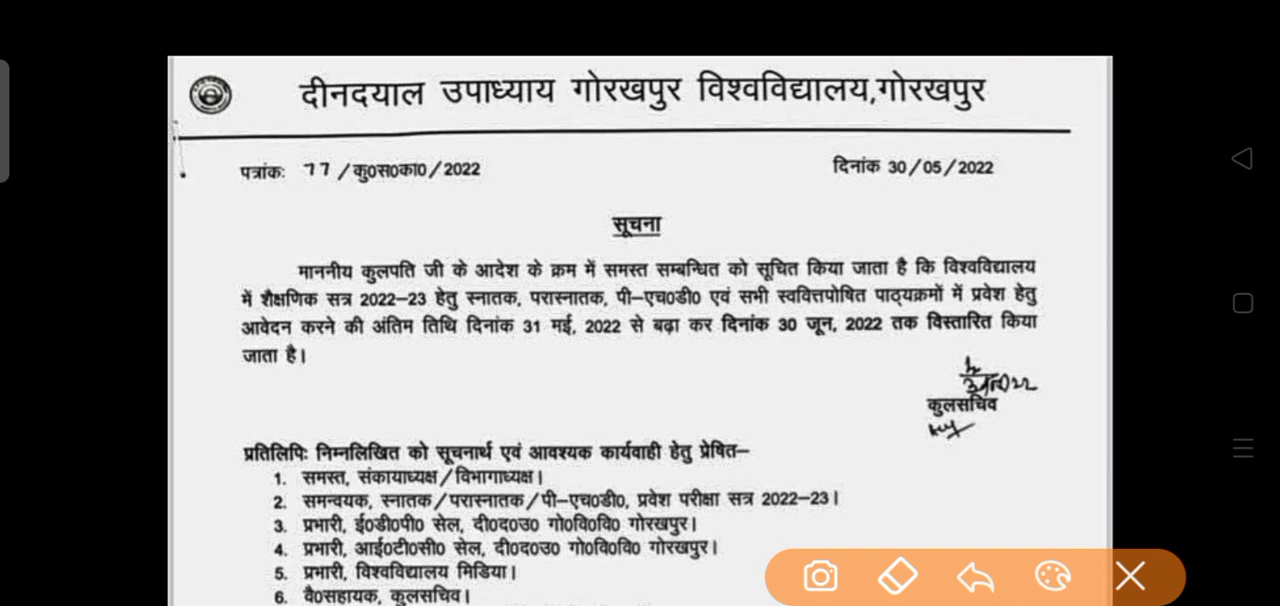 दीनदयाल उपाध्याय गोरखपुर विश्वविद्यालय,गोरखपुर
पत्रांकः 77 /कु0स0का0/2022 दिनांक 30/05/2022
सूचना
माननीय कुलपति जी के आदेश के क्रम में समस्त सम्बन्धित को सूचित किया जाता है कि विश्वविद्यालय
में शैक्षणिक सत्र 2022–23 हेतु स्नातक, परास्नातक, पी–एच0डी0 एवं सभी स्ववित्तपोषित पाठ्यक्रमों में प्रवेश हेतु
आवेदन करने की अंतिम तिथि दिनांक 31 मई, 2022 से बढ़ा कर दिनांक 30 जून, 2022 तक विस्तारित किया
जाता है।
कुलसचिव
प्रतिलिपिः निम्नलिखित को सूचनार्थ एवं आवश्यक कार्यवाही हेतु प्रेषित–
1. समस्त, संकायाध्यक्ष/विभागाध्यक्ष।
2. समन्वयक, स्नातक/परास्नातक/पी–एच0डी0, प्रवेश परीक्षा सत्र 2022–23।
3. प्रभारी, ई0डी0पी0 सेल, दी0द0उ0 गो0वि0वि0 गोरखपुर।
4. प्रभारी, आई0टी0सी0 सेल, दी0द0उ0 गो0वि0वि0 गोरखपुर।
5. प्रभारी, विश्वविद्यालय मिडिया।
6. वै0सहायक, कुलसचिव।